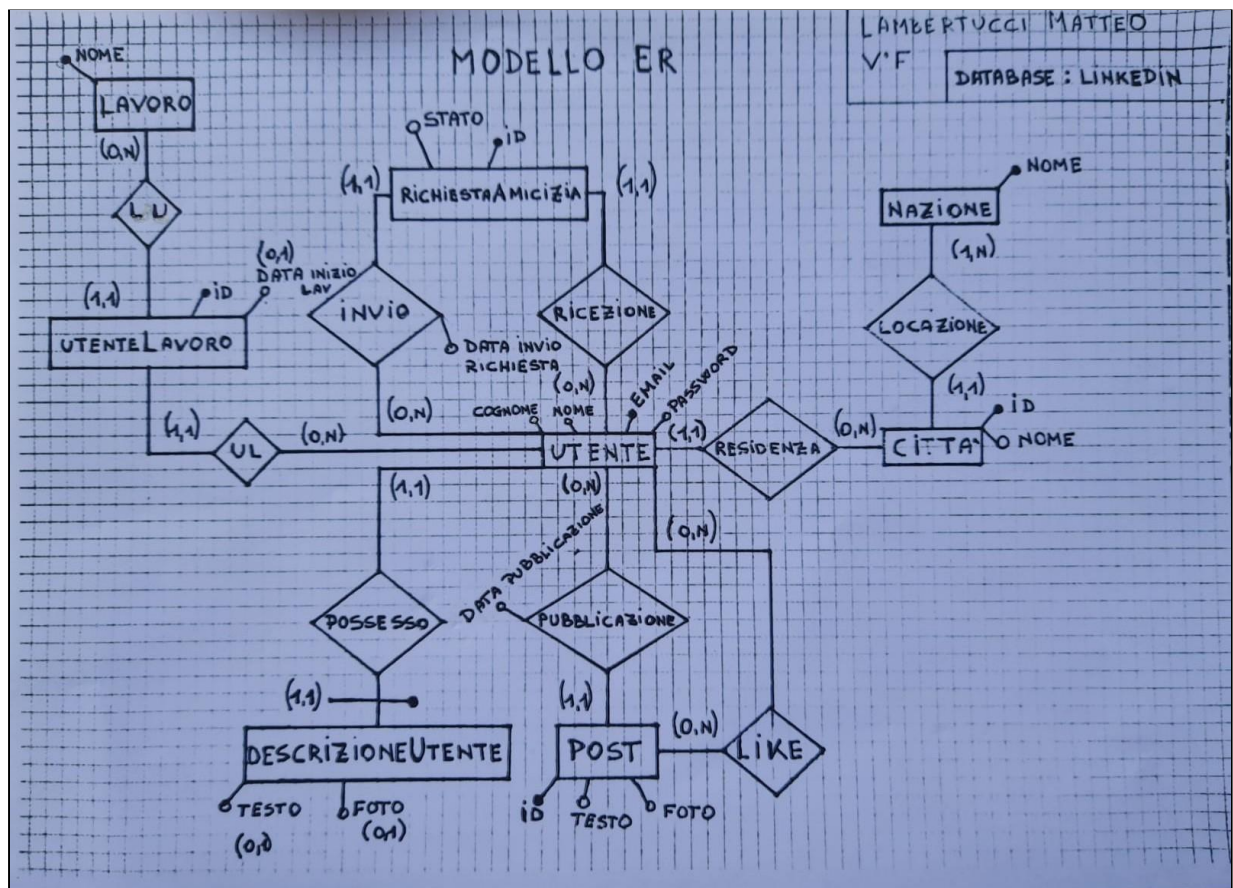 LAMBERTUCCI MATTEO
V°F
DATABASE: LINKEDIN
MODELLO ER
NOME
LAVORO
(0,N)
LU
(1,1)
iD
(0,1)
DATA INIZIO
LAV
UTENTELAVORO
(1,1)
UL
(0,N)
STATO
iD
(1,1)
RICHIESTAAMICIZIA
(1,1)
INVIO
DATA INVIO
RICHIESTA
(0,N)
RICEZIONE
(0,N)
NOME
NAZIONE
(1,N)
LOCAZIONE
(1,1)
iD
NOME
CITTA'
(0,N)
RESIDENZA
(1,1)
COGNOME
NOME
EMAIL
PASSWORD
UTENTE
(1,1)
(0,N)
(0,N)
POSSESSO
DATA PUBBLICAZIONE
PUBBLICAZIONE
(1,1)
DESCRIZIONEUTENTE
TESTO
FOTO
(0,1)
(1,1)
POST
(0,N)
LIKE
iD
TESTO
FOTO